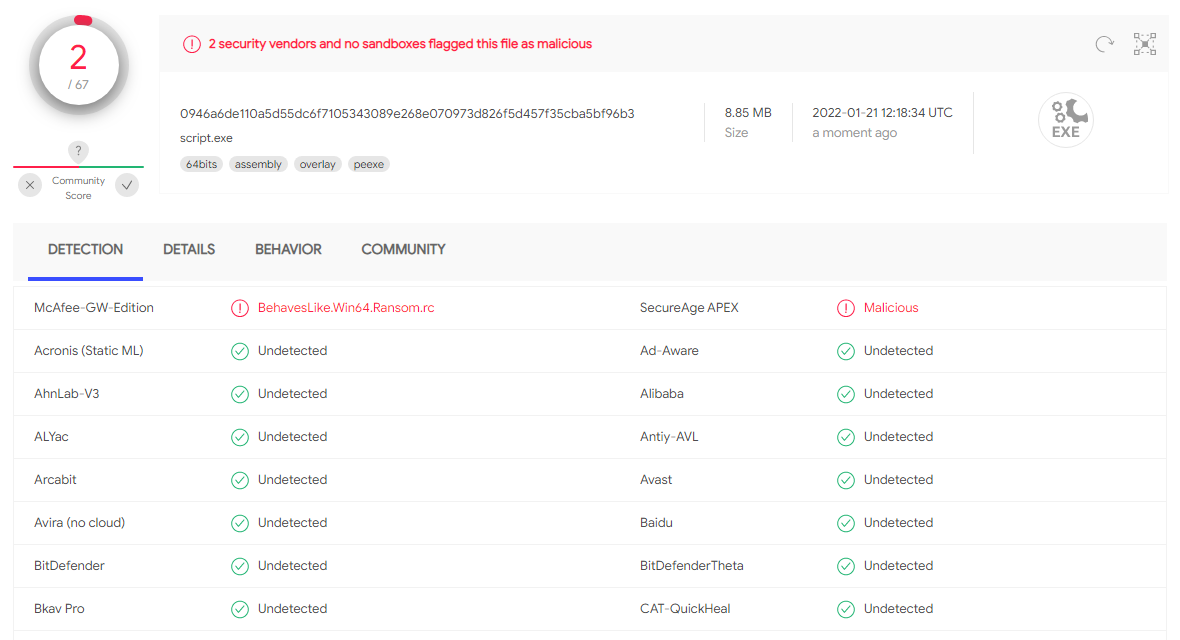 2
/ 67
?
Community
Score
2 security vendors and no sandboxes flagged this file as malicious
0946a6de110a5d55dc6f7105343089e268e070973d826f5d457f35cba5bf96b3
script.exe
64bits assembly overlay peexe
8.85 MB
Size
2022-01-21 12:18:34 UTC
a moment ago
EXE
DETECTION DETAILS BEHAVIOR COMMUNITY
McAfee-GW-Edition BehavesLike.Win64.Ransom.rc SecureAge APEX Malicious
Acronis (Static ML) Undetected Ad-Aware Undetected
AhnLab-V3 Undetected Alibaba Undetected
ALYac Undetected Antiy-AVL Undetected
Arcabit Undetected Avast Undetected
Avira (no cloud) Undetected Baidu Undetected
BitDefender Undetected BitDefenderTheta Undetected
Bkav Pro Undetected CAT-QuickHeal Undetected